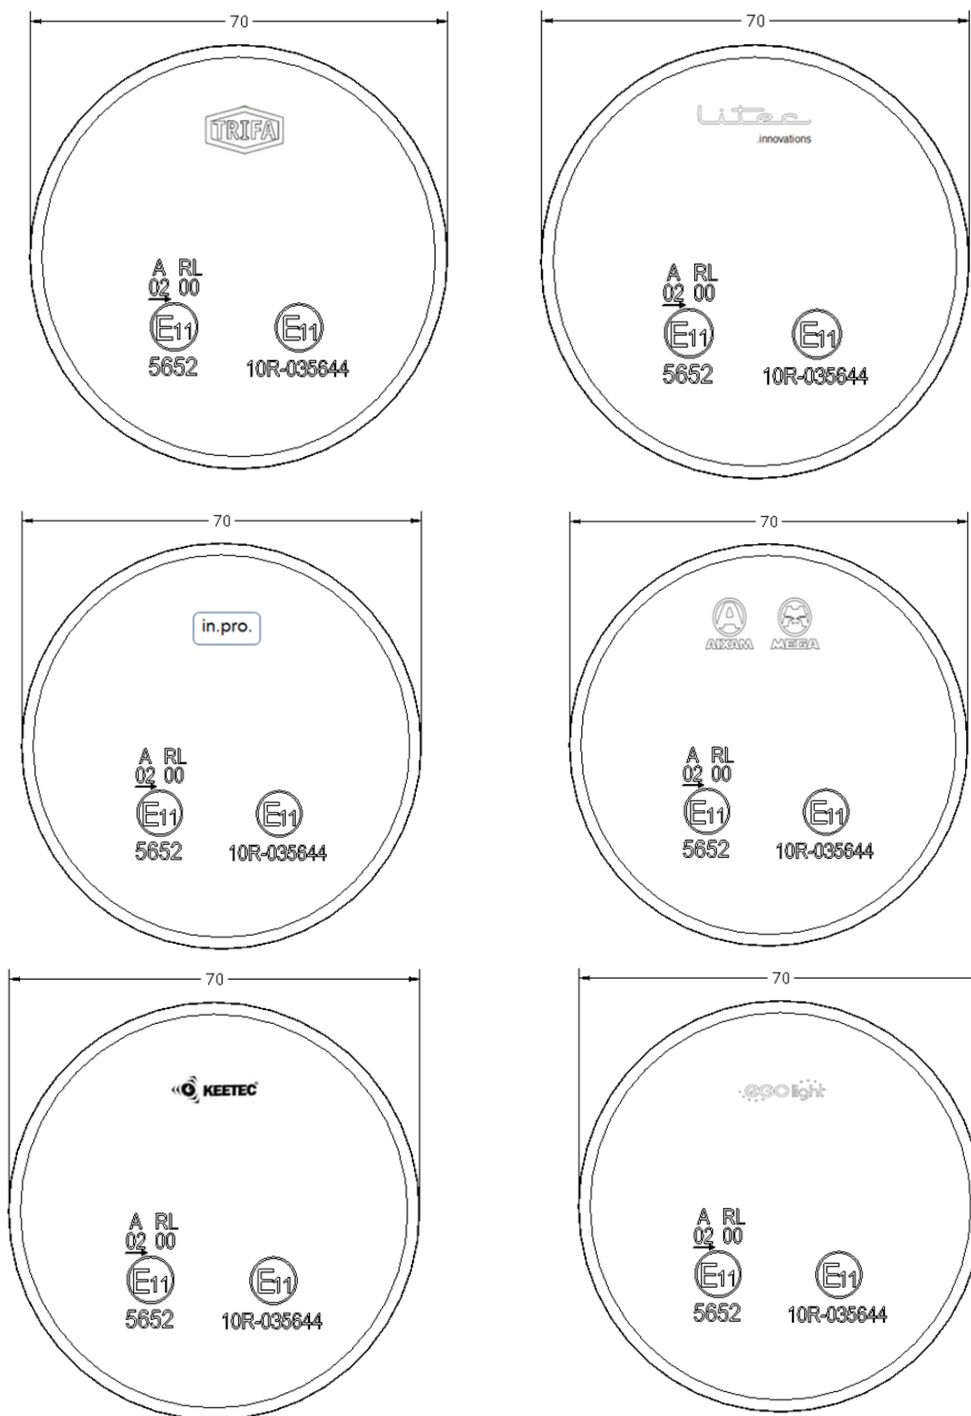 70
TRIFA
A RL
02 00
E11 E11
5652 10R-035644
70
Litec
.innovations
A RL
02 00
E11 E11
5652 10R-035644
70
in.pro.
A RL
02 00
E11 E11
5652 10R-035644
70
A
AIXAM MEGA
A RL
02 00
E11 E11
5652 10R-035644
70
KEETEC®
A RL
02 00
E11 E11
5652 10R-035644
70
EGO light
A RL
02 00
E11 E11
5652 10R-035644